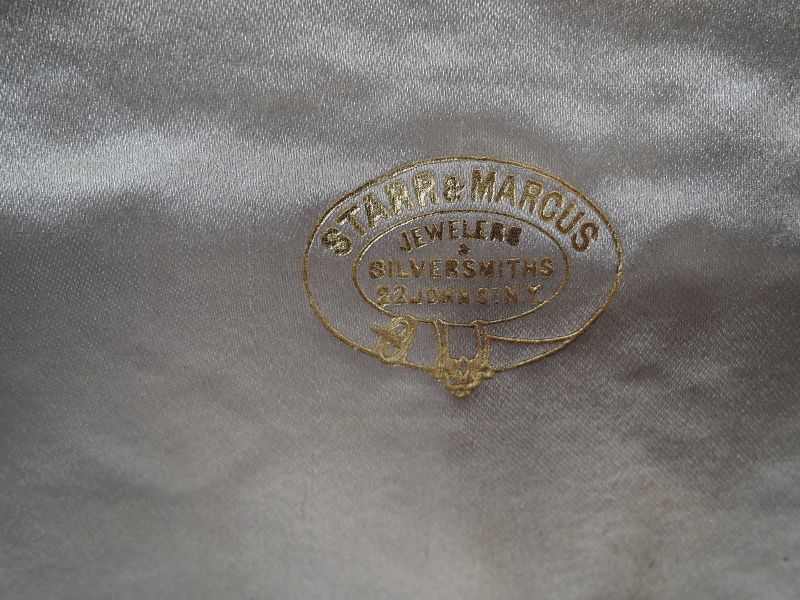 STARR & MARCUS
JEWELERS
&
SILVERSMITHS
22 JOHN ST. N.Y.